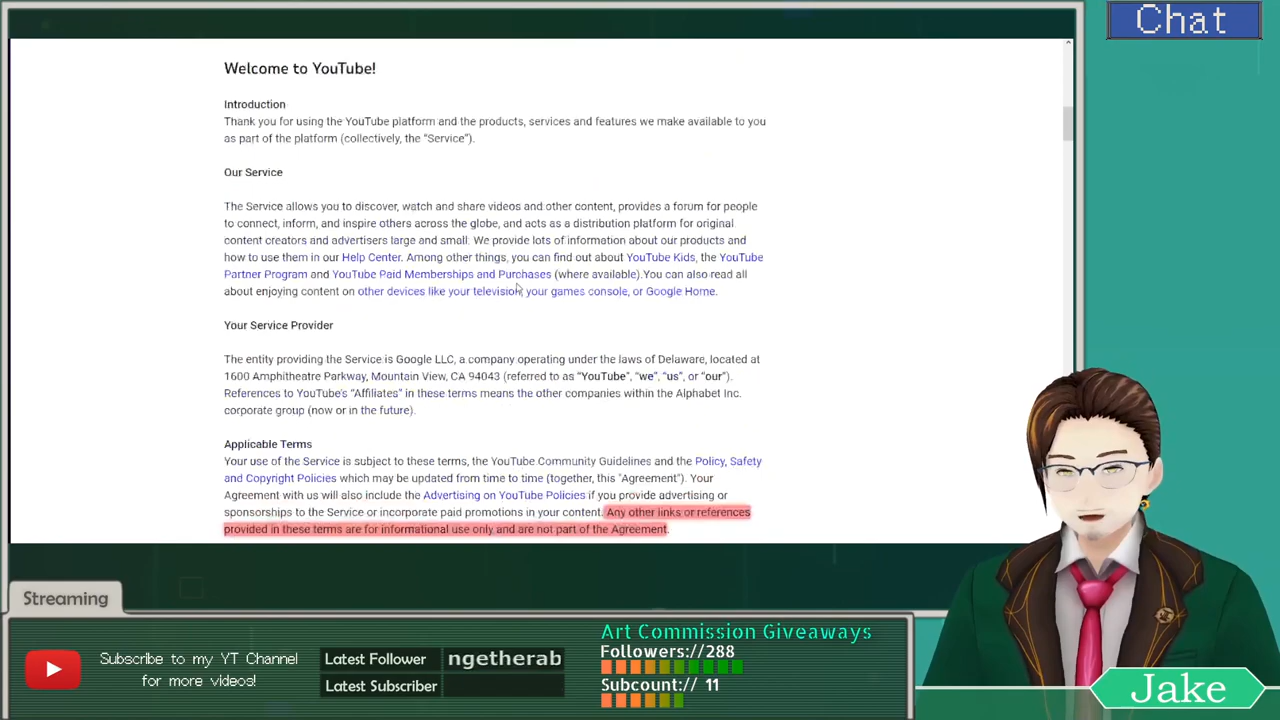 Chat
Welcome to YouTube!
Introduction
Thank you for using the YouTube platform and the products, services and features we make available to you
as part of the platform (collectively, the “Service”).
Our Service
The Service allows you to discover, watch and share videos and other content, provides a forum for people
to connect, inform, and inspire others across the globe, and acts as a distribution platform for original
content creators and advertisers large and small. We provide lots of information about our products and
how to use them in our Help Center. Among other things, you can find out about YouTube Kids, the YouTube
Partner Program and YouTube Paid Memberships and Purchases (where available).You can also read all
about enjoying content on other devices like your television, your games console, or Google Home.
Your Service Provider
The entity providing the Service is Google LLC, a company operating under the laws of Delaware, located at
1600 Amphitheatre Parkway, Mountain View, CA 94043 (referred to as “YouTube”, “we”, “us”, or “our”).
References to YouTube’s “Affiliates” in these terms means the other companies within the Alphabet Inc.
corporate group (now or in the future).
Applicable Terms
Your use of the Service is subject to these terms, the YouTube Community Guidelines and the Policy, Safety
and Copyright Policies which may be updated from time to time (together, this "Agreement"). Your
Agreement with us will also include the Advertising on YouTube Policies if you provide advertising or
sponsorships to the Service or incorporate paid promotions in your content. Any other links or references
provided in these terms are for informational use only and are not part of the Agreement.
Streaming
Subscribe to my YT Channel
for more videos!
Latest Follower ngetherab
Latest Subscriber
Art Commission Giveaways
Followers://288
Subcount:// 11
Jake